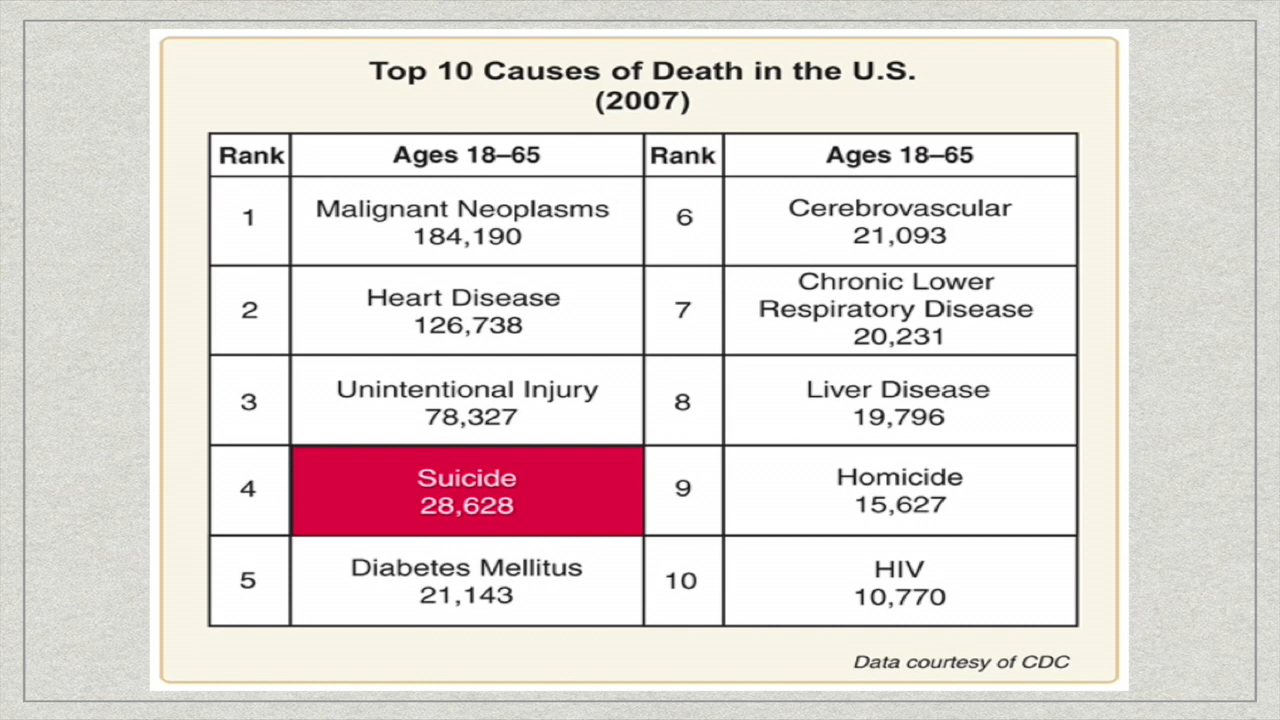 Top 10 Causes of Death in the U.S.
(2007)
Rank Ages 18–65 Rank Ages 18–65
1 Malignant Neoplasms
184,190
6 Cerebrovascular
21,093
2 Heart Disease
126,738
7 Chronic Lower
Respiratory Disease
20,231
3 Unintentional Injury
78,327
8 Liver Disease
19,796
4 Suicide
28,628
9 Homicide
15,627
5 Diabetes Mellitus
21,143
10 HIV
10,770
Data courtesy of CDC